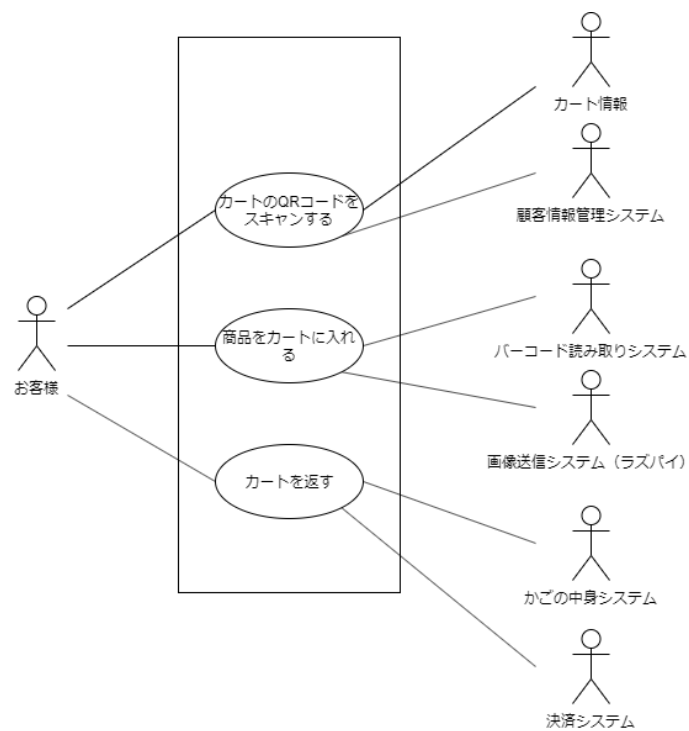 カート情報
顧客情報管理システム
カートのQRコードを
スキャンする
バーコード読み取りシステム
商品をカートに入れ
る
お客様
画像送信システム（ラズパイ）
カートを返す
かごの中身システム
決済システム